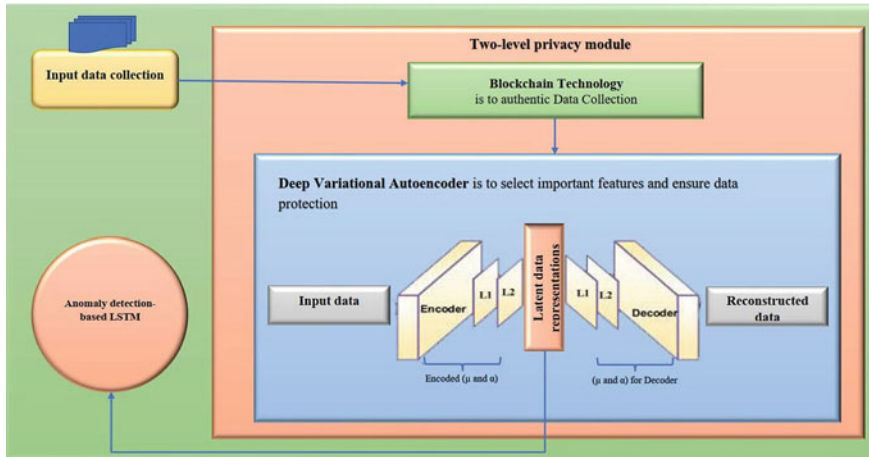 Two-level privacy module
Input data collection
Blockchain Technology
is to authentic Data Collection
Deep Variational Autoencoder is to select important features and ensure data
protection
Anomaly detection-
based LSTM
Input data
Encoder
L1
L2
Latent data
representations
L1
L2
Decoder
Reconstructed
data
Encoded (μ and α)
(μ and α) for Decoder